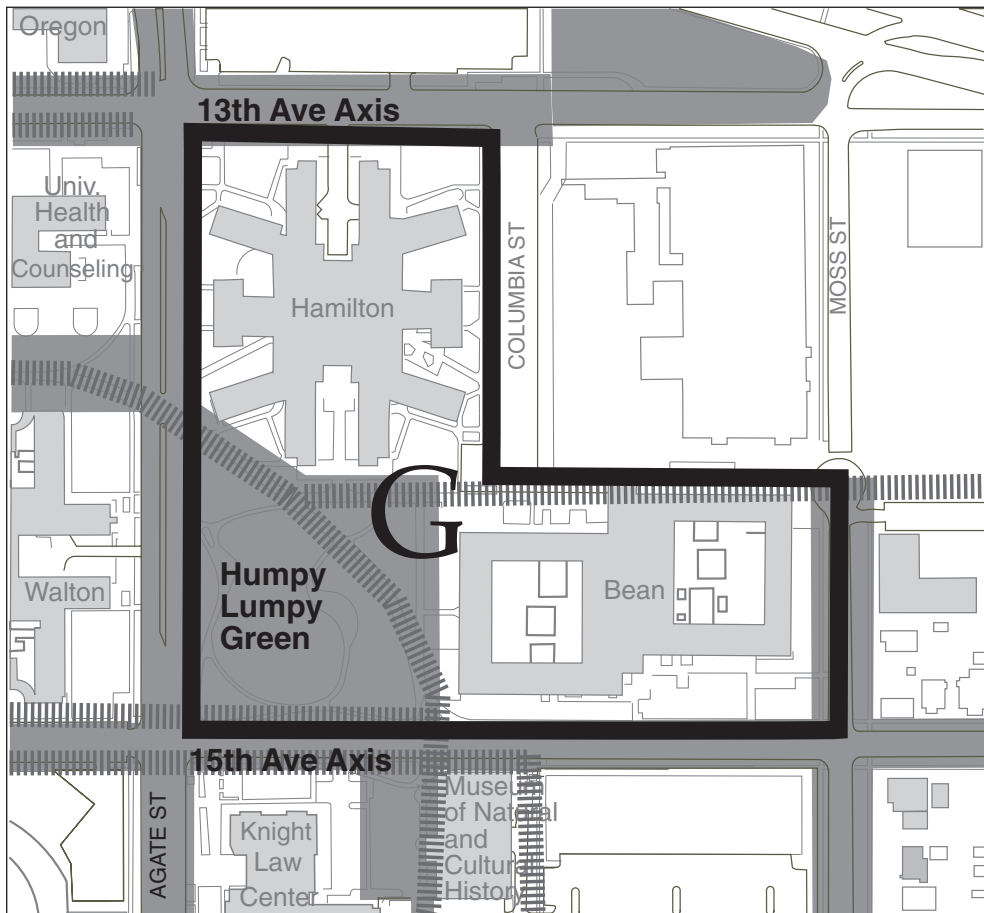 Oregon
13th Ave Axis
Univ.
Health
and
Counseling
Hamilton
COLUMBIA ST
MOSS ST
G
Humpy
Lumpy
Green
Walton
Bean
15th Ave Axis
AGATE ST
Knight
Law
Center
Museum
of Natural
and
Cultural
History